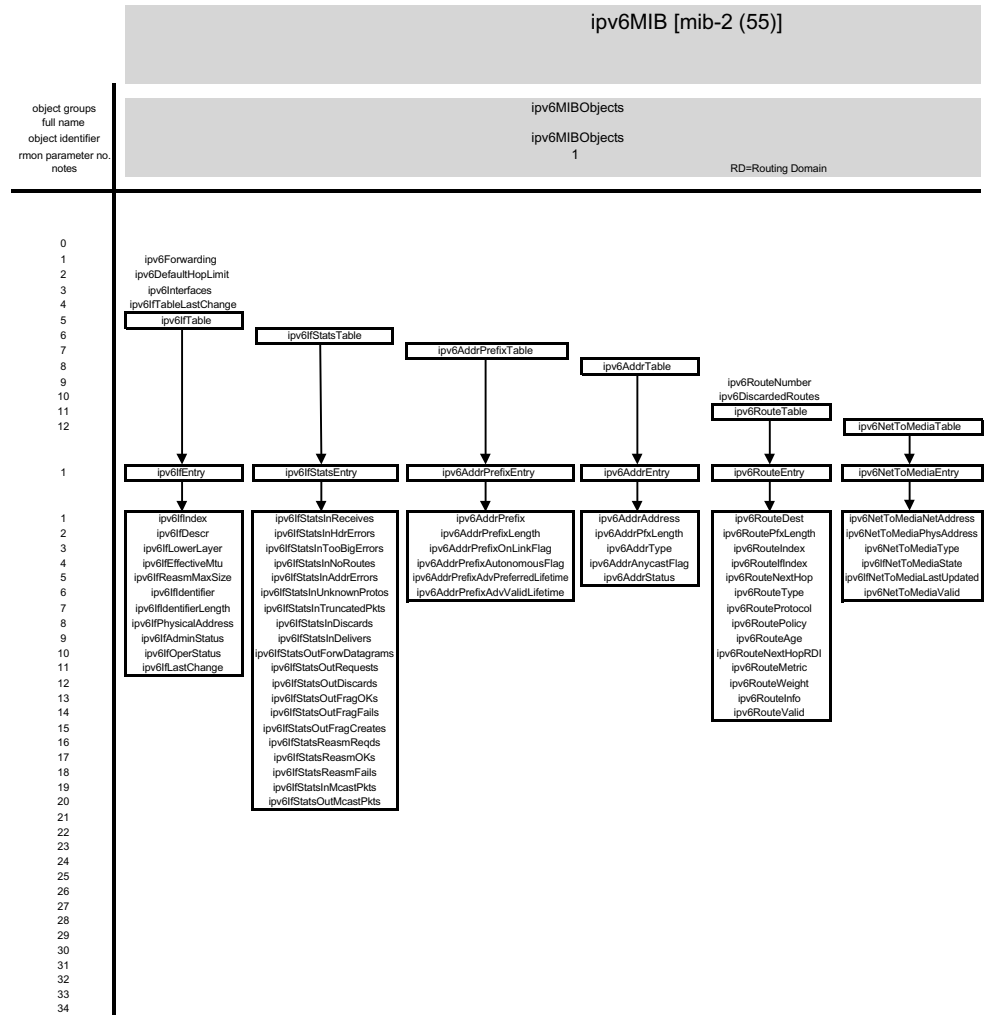 ipv6MIB [mib-2 (55)]
object groups ipv6MIBObjects
full name
object identifier ipv6MIBObjects
rmon parameter no. 1
notes RD=Routing Domain
0
1 ipv6Forwarding
2 ipv6DefaultHopLimit
3 ipv6Interfaces
4 ipv6IfTableLastChange
5 ipv6IfTable
6 ipv6IfStatsTable
7 ipv6AddrPrefixTable
8 ipv6AddrTable
9 ipv6RouteNumber
10 ipv6DiscardedRoutes
11 ipv6RouteTable
12 ipv6NetToMediaTable
1 ipv6IfEntry ipv6IfStatsEntry ipv6AddrPrefixEntry ipv6AddrEntry ipv6RouteEntry ipv6NetToMediaEntry
1 ipv6IfIndex ipv6IfStatsInReceives ipv6AddrPrefix ipv6AddrAddress ipv6RouteDest ipv6NetToMediaNetAddress
2 ipv6IfDescr ipv6IfStatsInHdrErrors ipv6AddrPrefixLength ipv6AddrPfxLength ipv6RoutePfxLength ipv6NetToMediaPhysAddress
3 ipv6IfLowerLayer ipv6IfStatsInTooBigErrors ipv6AddrPrefixOnLinkFlag ipv6AddrType ipv6RouteIndex ipv6NetToMediaType
4 ipv6IfEffectiveMtu ipv6IfStatsInNoRoutes ipv6AddrPrefixAutonomousFlag ipv6AddrAnycastFlag ipv6RouteIfIndex ipv6IfNetToMediaState
5 ipv6IfReasmMaxSize ipv6IfStatsInAddrErrors ipv6AddrPrefixAdvPreferredLifetime ipv6AddrStatus ipv6RouteNextHop ipv6IfNetToMediaLastUpdated
6 ipv6IfIdentifier ipv6IfStatsInUnknownProtos ipv6AddrPrefixAdvValidLifetime ipv6RouteType ipv6NetToMediaValid
7 ipv6IfIdentifierLength ipv6IfStatsInTruncatedPkts ipv6RouteProtocol
8 ipv6IfPhysicalAddress ipv6IfStatsInDiscards ipv6RoutePolicy
9 ipv6IfAdminStatus ipv6IfStatsInDelivers ipv6RouteAge
10 ipv6IfOperStatus ipv6IfStatsOutForwDatagrams ipv6RouteNextHopRDI
11 ipv6IfLastChange ipv6IfStatsOutRequests ipv6RouteMetric
12 ipv6IfStatsOutDiscards ipv6RouteWeight
13 ipv6IfStatsOutFragOKs ipv6RouteInfo
14 ipv6IfStatsOutFragFails ipv6RouteValid
15 ipv6IfStatsOutFragCreates
16 ipv6IfStatsReasmReqds
17 ipv6IfStatsReasmOKs
18 ipv6IfStatsReasmFails
19 ipv6IfStatsInMcastPkts
20 ipv6IfStatsOutMcastPkts
21
22
23
24
25
26
27
28
29
30
31
32
33
34